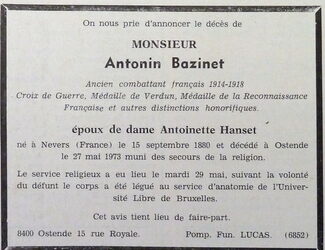 On nous prie d'annoncer le décès de
MONSIEUR
Antonin Bazinet
Ancien combattant français 1914-1918
Croix de Guerre, Médaille de Verdun, Médaille de la Reconnaissance
Française et autres distinctions honorifiques.
époux de dame Antoinette Hanset
né à Nevers (France) le 15 septembre 1880 et décédé à Ostende
le 27 mai 1973 muni des secours de la religion.
Le service religieux a eu lieu le mardi 29 mai, suivant la volonté
du défunt le corps a été légué au service d'anatomie de l'Univer-
sité Libre de Bruxelles.
Cet avis tient lieu de faire-part.
8400 Ostende 15 rue Royale. Pomp. Fun. LUCAS. (6852)